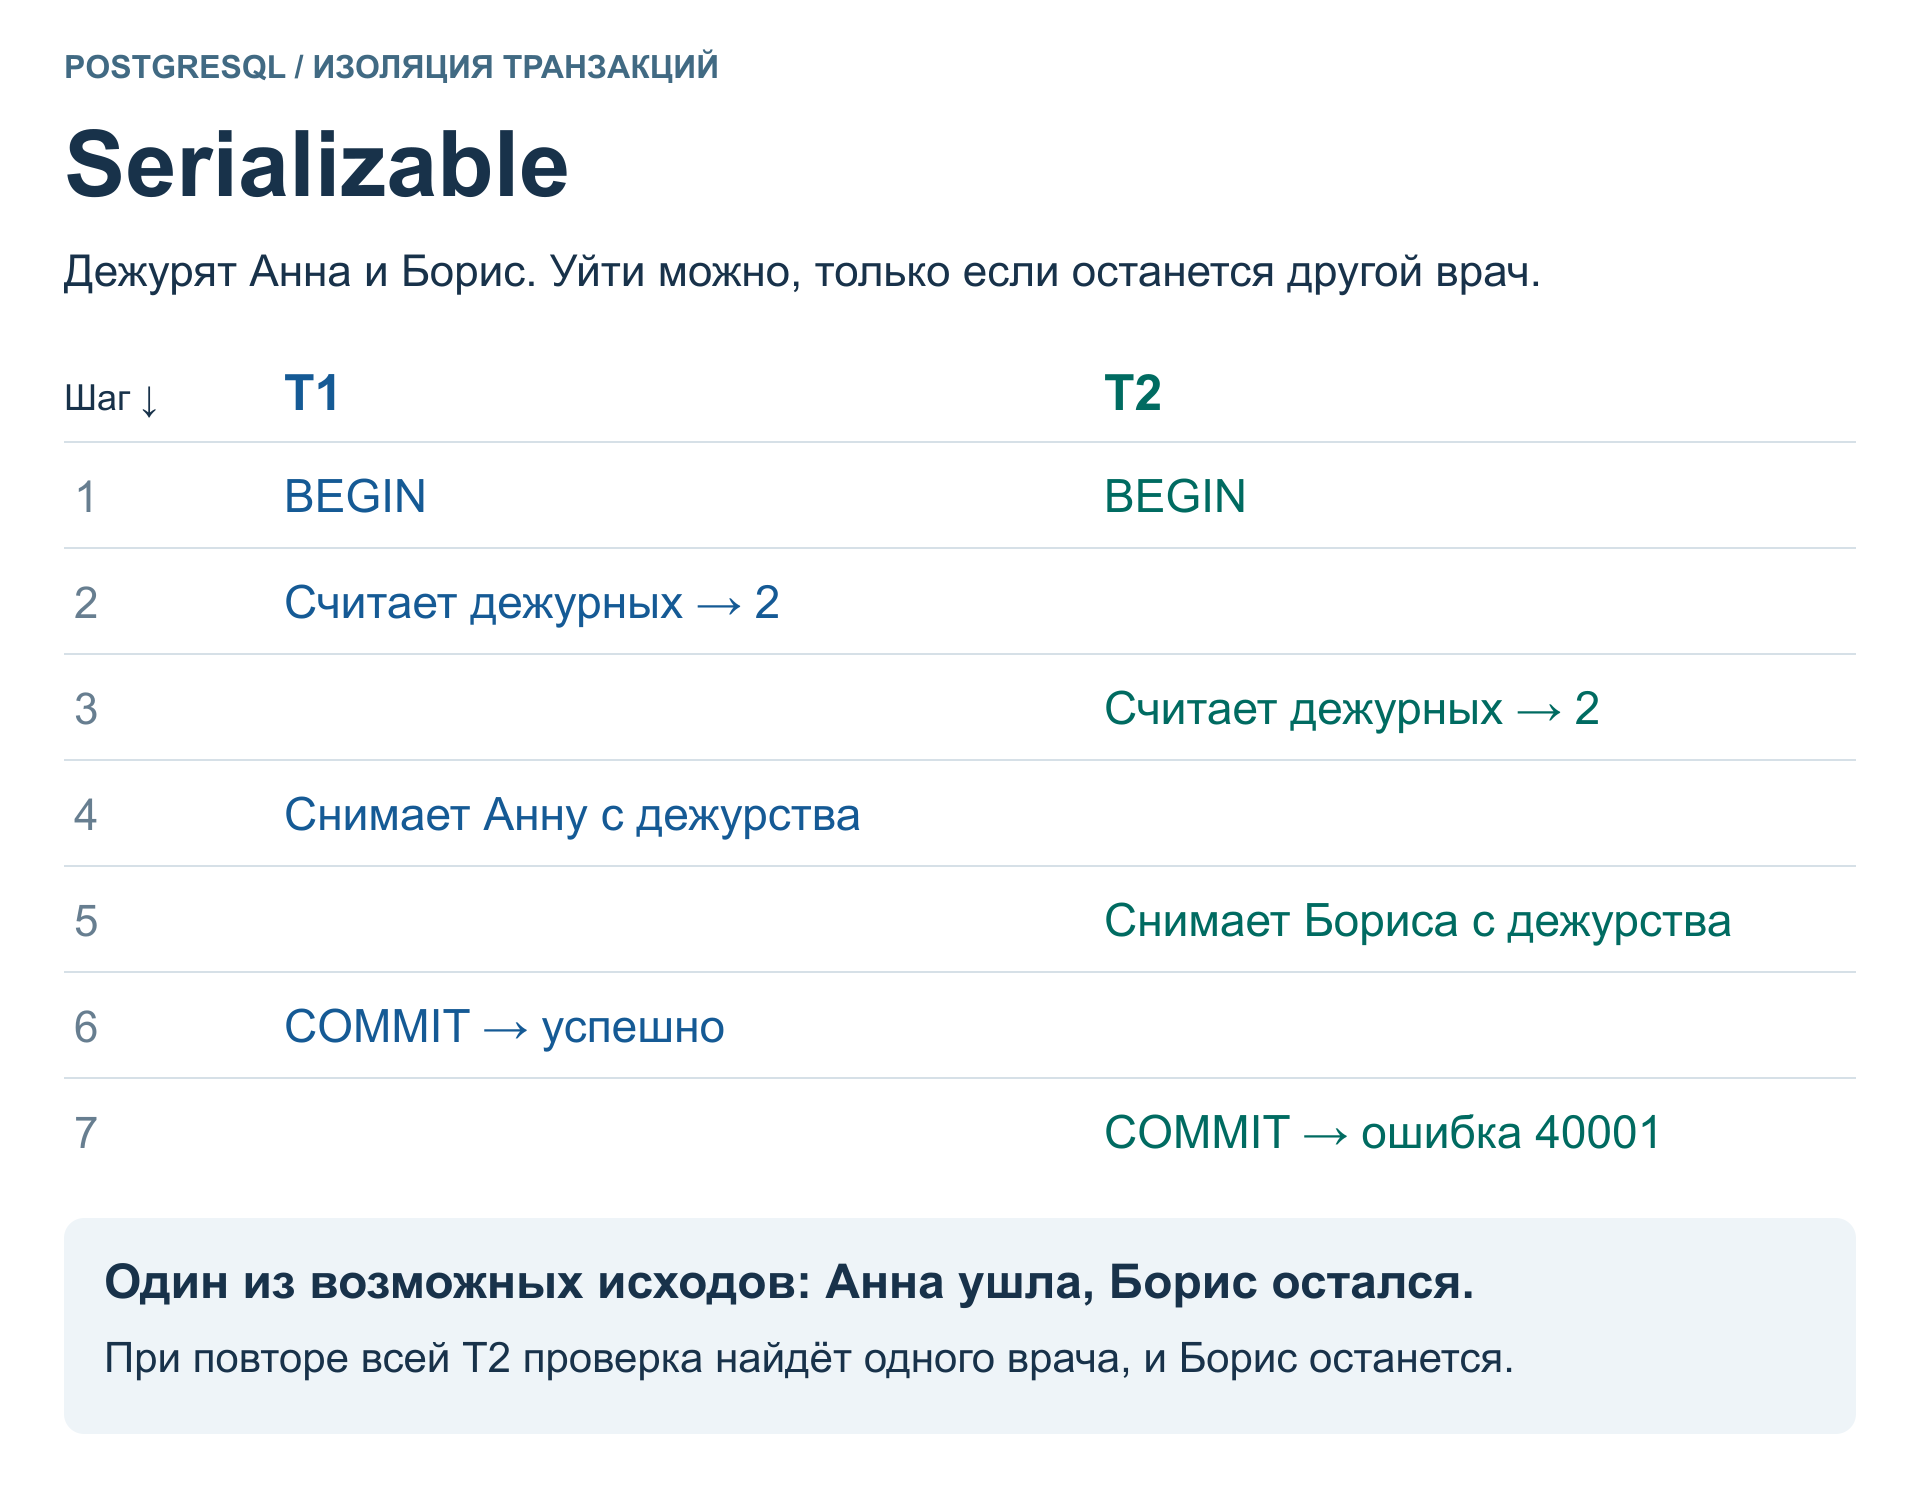 POSTGRESQL / ИЗОЛЯЦИЯ ТРАНЗАКЦИЙ
Serializable
Дежурят Анна и Борис. Уйти можно, только если останется другой врач.
Шаг ↓ T1 T2
1 BEGIN BEGIN
2 Считает дежурных → 2
3 Считает дежурных → 2
4 Снимает Анну с дежурства
5 Снимает Бориса с дежурства
6 COMMIT → успешно
7 COMMIT → ошибка 40001
Один из возможных исходов: Анна ушла, Борис остался.
При повторе всей T2 проверка найдёт одного врача, и Борис останется.